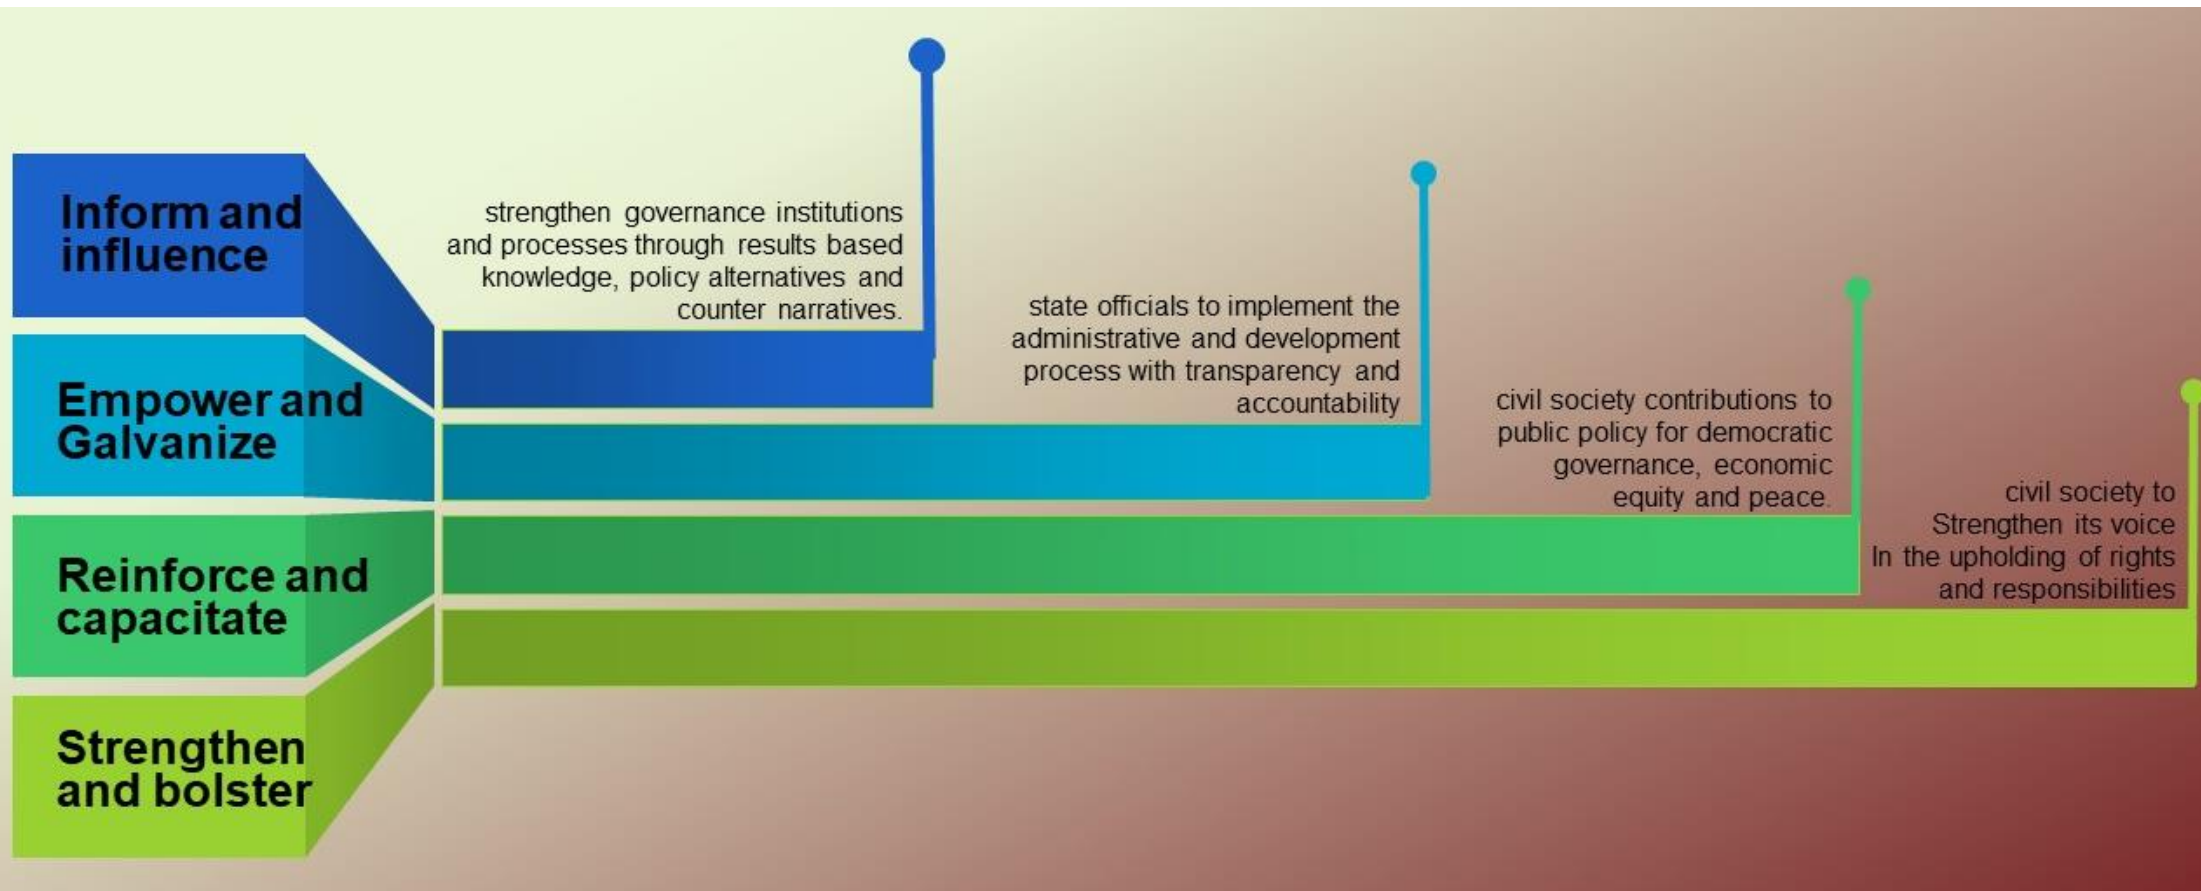 Inform and
influence
strengthen governance institutions
and processes through results based
knowledge, policy alternatives and
counter narratives.
Empower and
Galvanize
state officials to implement the
administrative and development
process with transparency and
accountability
Reinforce and
capacitate
civil society contributions to
public policy for democratic
governance, economic
equity and peace.
Strengthen
and bolster
civil society to
Strengthen its voice
In the upholding of rights
and responsibilities